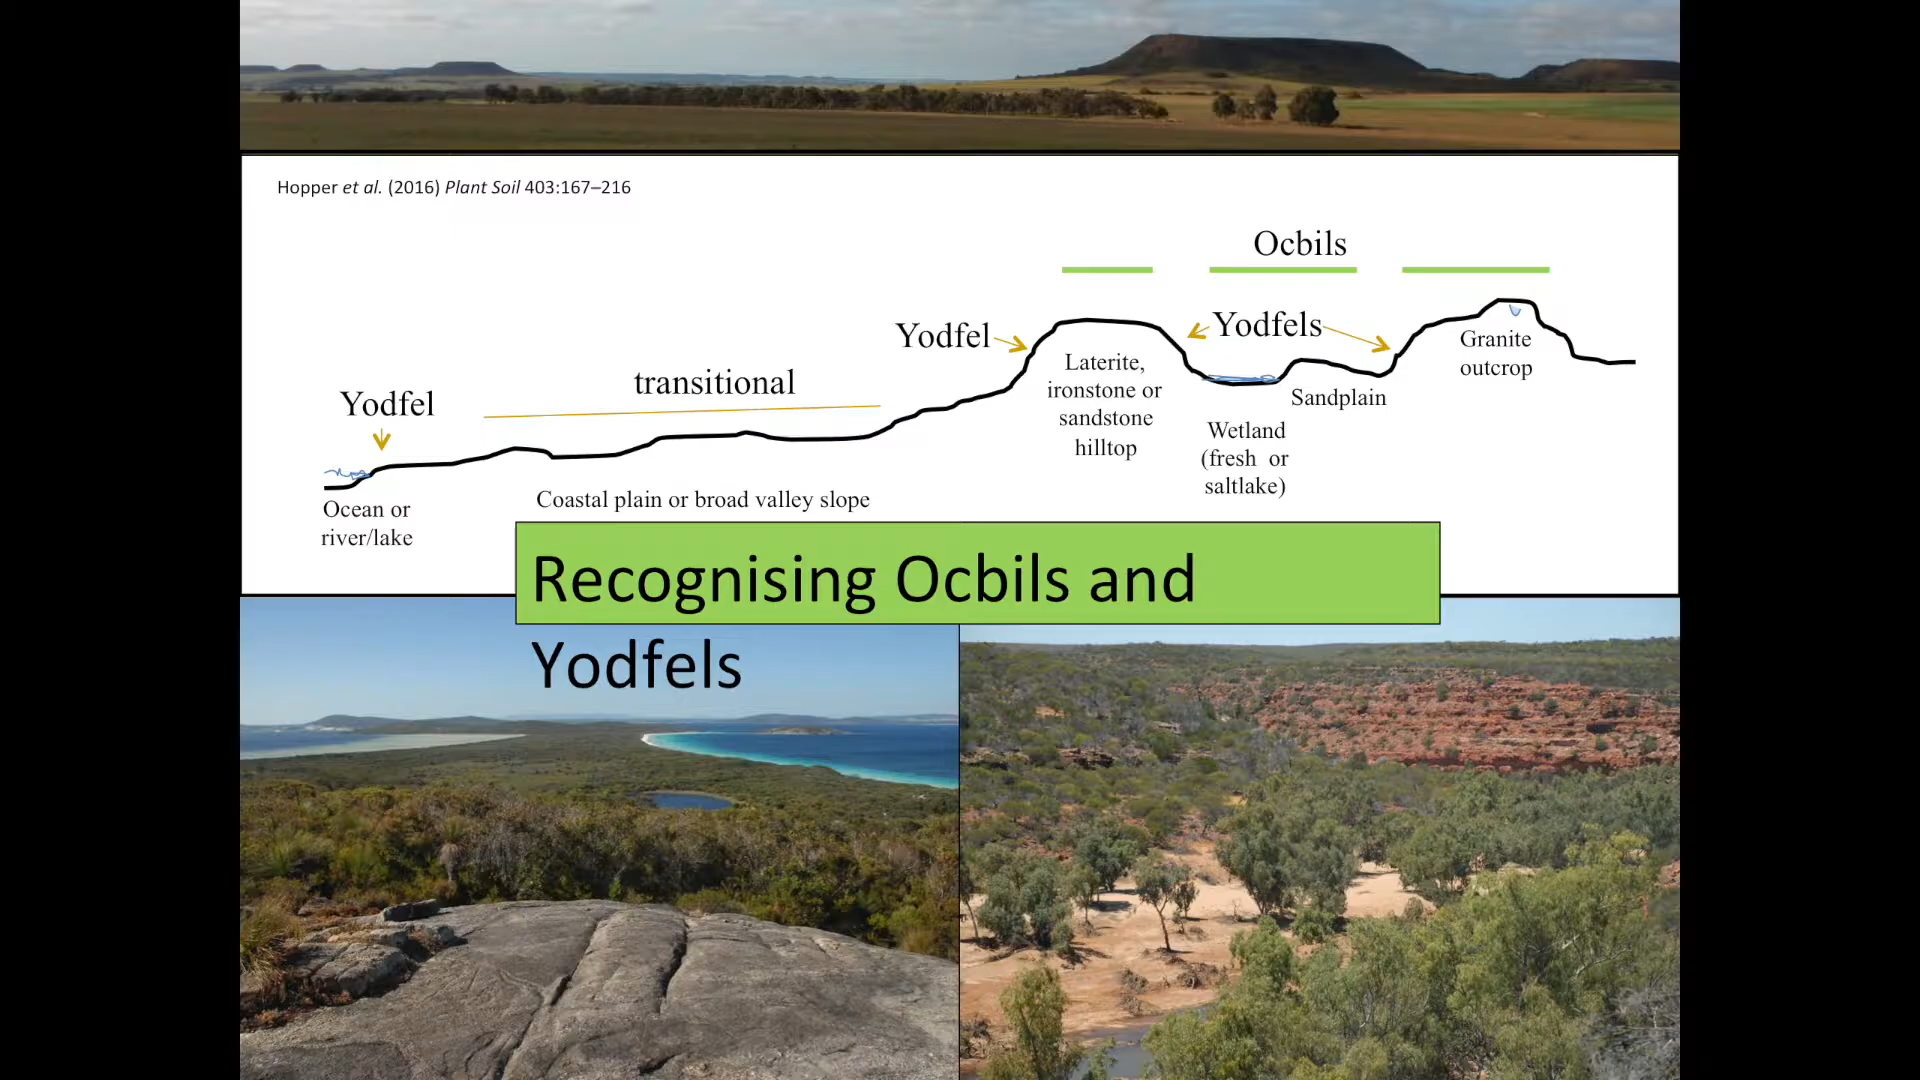 Hopper et al. (2016) Plant Soil 403:167–216
Ocbils
Yodfel
Yodfels
Laterite,
ironstone or
sandstone
hilltop
Granite
outcrop
transitional
Yodfel
Sandplain
Wetland
(fresh or
saltlake)
Coastal plain or broad valley slope
Ocean or
river/lake
Recognising Ocbils and
Yodfels